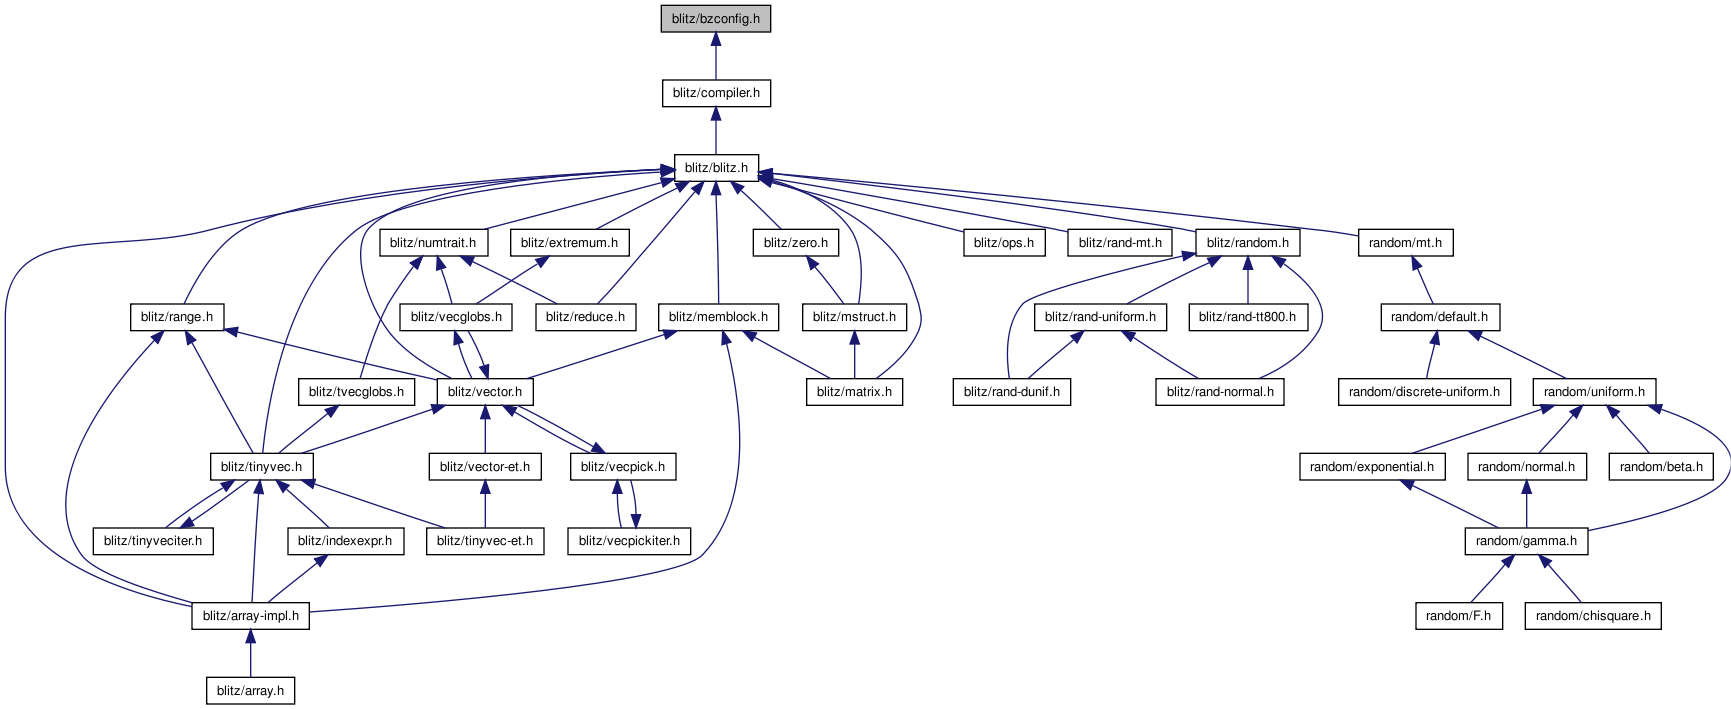 blitz/bzconfig.h
blitz/compiler.h
blitz/blitz.h
blitz/numtrait.h
blitz/extremum.h
blitz/zero.h
blitz/ops.h
blitz/rand-mt.h
blitz/random.h
random/mt.h
blitz/range.h
blitz/vecglobs.h
blitz/reduce.h
blitz/memblock.h
blitz/mstruct.h
blitz/rand-uniform.h
blitz/rand-tt800.h
random/default.h
blitz/tvecglobs.h
blitz/vector.h
blitz/matrix.h
blitz/rand-dunif.h
blitz/rand-normal.h
random/discrete-uniform.h
random/uniform.h
blitz/tinyvec.h
blitz/vector-et.h
blitz/vecpick.h
random/exponential.h
random/normal.h
random/beta.h
blitz/tinyveciter.h
blitz/indexexpr.h
blitz/tinyvec-et.h
blitz/vecpickiter.h
random/gamma.h
blitz/array-impl.h
random/F.h
random/chisquare.h
blitz/array.h